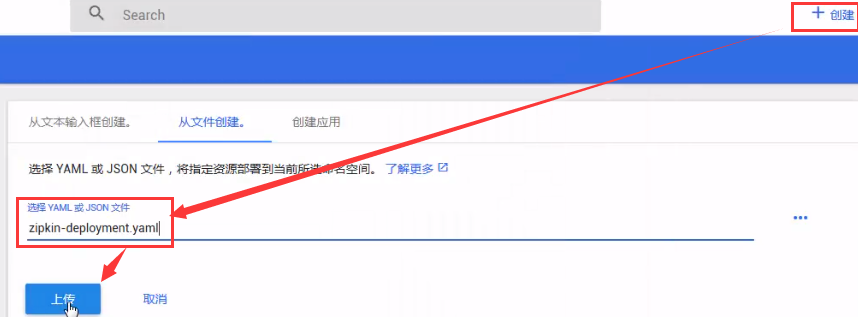 Search
创建
从文本输入框创建。 从文件创建。 创建应用
选择 YAML 或 JSON 文件，将指定资源部署到当前所选命名空间。 了解更多
选择 YAML 或 JSON 文件
zipkin-deployment.yaml
上传 取消